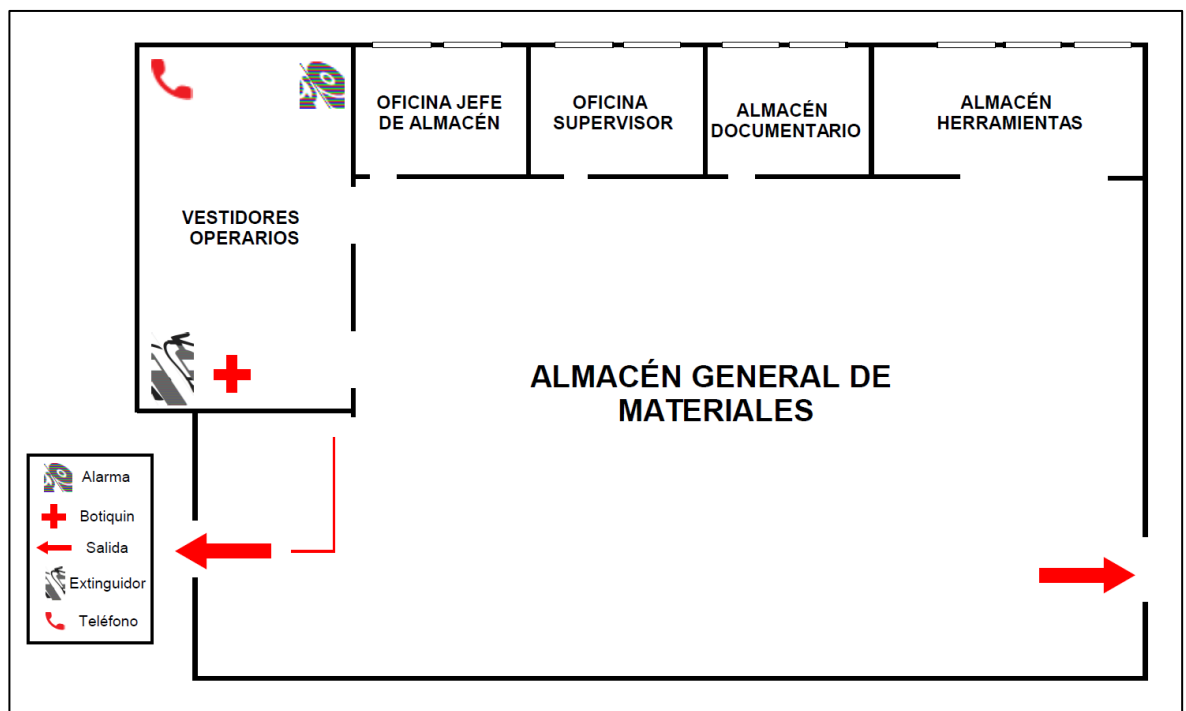 OFICINA JEFE
DE ALMACÉN
OFICINA
SUPERVISOR
ALMACÉN
DOCUMENTARIO
ALMACÉN
HERRAMIENTAS
VESTIDORES
OPERARIOS
ALMACÉN GENERAL DE
MATERIALES
Alarma
Botiquin
Salida
Extinguidor
Teléfono